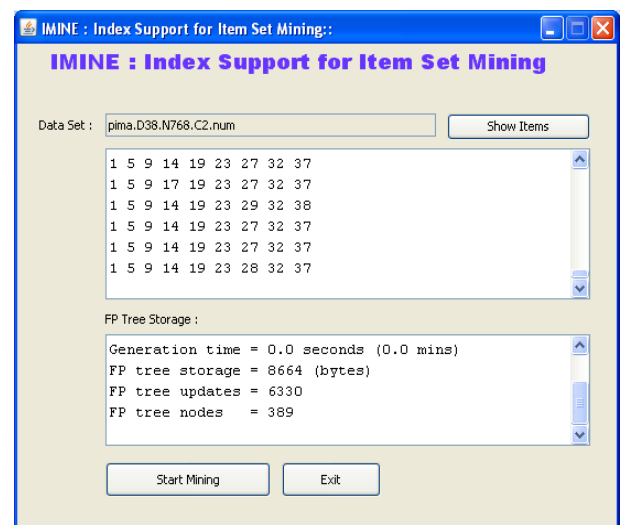 IMINE : Index Support for Item Set Mining::
IMINE : Index Support for Item Set Mining
Data Set : pima.D38.N768.C2.num Show Items
1 5 9 14 19 23 27 32 37
1 5 9 17 19 23 27 32 37
1 5 9 14 19 23 29 32 38
1 5 9 14 19 23 27 32 37
1 5 9 14 19 23 27 32 37
1 5 9 14 19 23 28 32 37
FP Tree Storage :
Generation time = 0.0 seconds (0.0 mins)
FP tree storage = 8664 (bytes)
FP tree updates = 6330
FP tree nodes = 389
Start Mining Exit